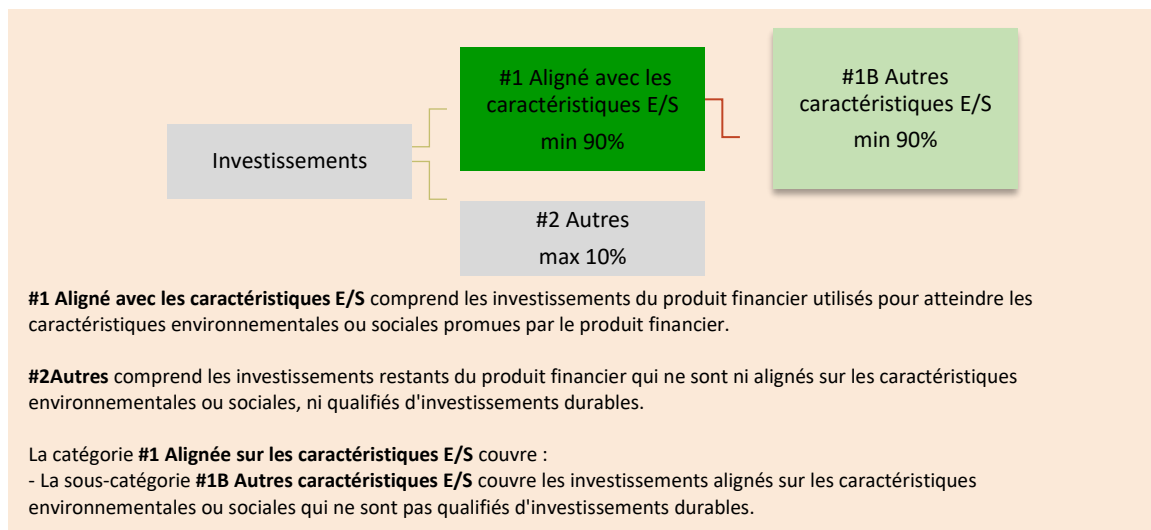 Investissements
#1 Aligné avec les
caractéristiques E/S
min 90%
#1B Autres
caractéristiques E/S
min 90%
#2 Autres
max 10%
#1 Aligné avec les caractéristiques E/S comprend les investissements du produit financier utilisés pour atteindre les
caractéristiques environnementales ou sociales promues par le produit financier.
#2Autres comprend les investissements restants du produit financier qui ne sont ni alignés sur les caractéristiques
environnementales ou sociales, ni qualifiés d'investissements durables.
La catégorie #1 Alignée sur les caractéristiques E/S couvre :
- La sous-catégorie #1B Autres caractéristiques E/S couvre les investissements alignés sur les caractéristiques
environnementales ou sociales qui ne sont pas qualifiés d'investissements durables.